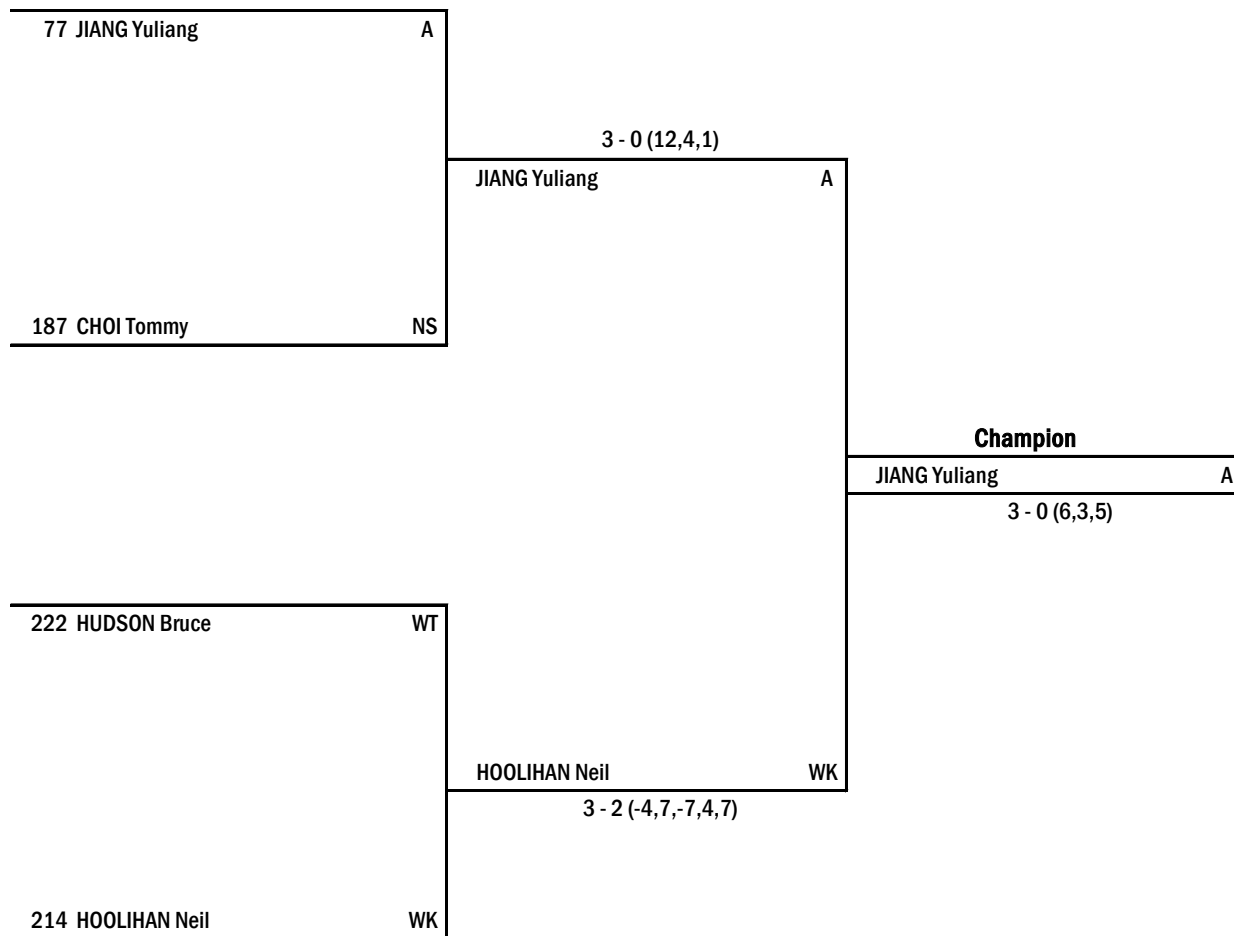 77 JIANG Yuliang A
3 - 0 (12,4,1)
JIANG Yuliang A
187 CHOI Tommy NS
Champion
JIANG Yuliang A
3 - 0 (6,3,5)
222 HUDSON Bruce WT
HOOLIHAN Neil WK
3 - 2 (-4,7,-7,4,7)
214 HOOLIHAN Neil WK